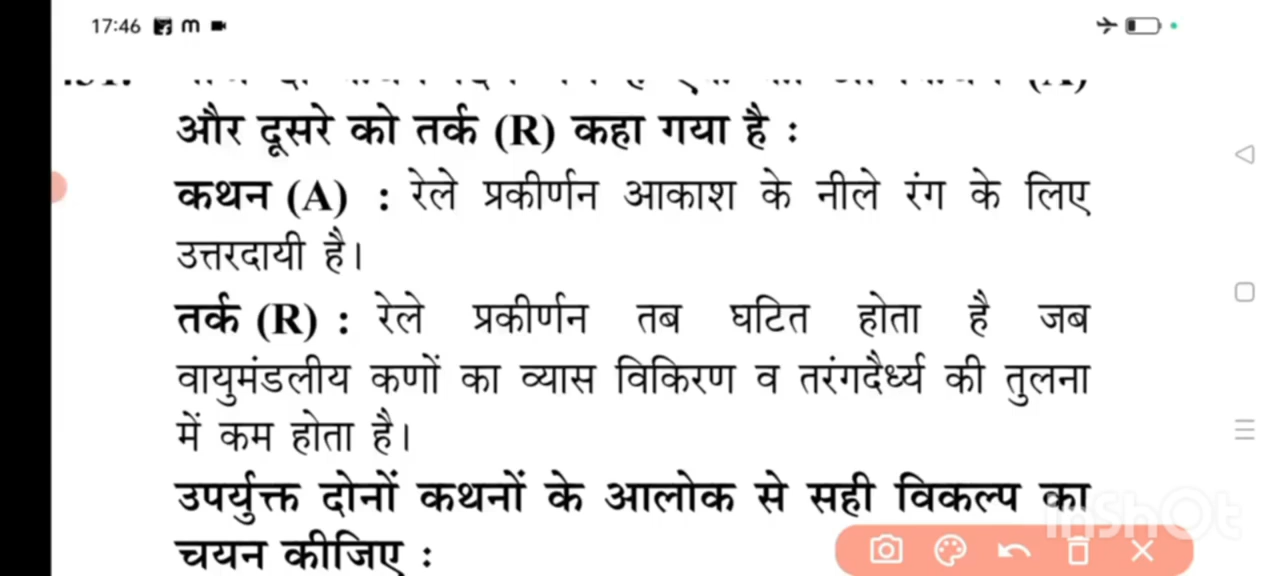 17:46
और दूसरे को तर्क (R) कहा गया है :
कथन (A) : रेले प्रकीर्णन आकाश के नीले रंग के लिए
उत्तरदायी है।
तर्क (R) : रेले प्रकीर्णन तब घटित होता है जब
वायुमंडलीय कणों का व्यास विकिरण व तरंगदैर्ध्य की तुलना
में कम होता है।
उपर्युक्त दोनों कथनों के आलोक से सही विकल्प का
चयन कीजिए :
InShOt